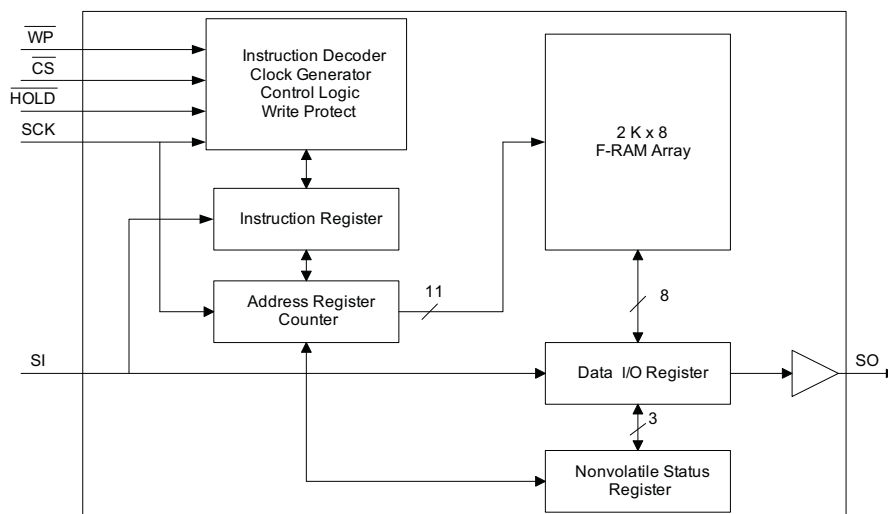 WP
CS
HOLD
SCK
Instruction Decoder
Clock Generator
Control Logic
Write Protect
2 K x 8
F-RAM Array
Instruction Register
Address Register
Counter
11
8
SI
Data I/O Register
SO
3
Nonvolatile Status
Register